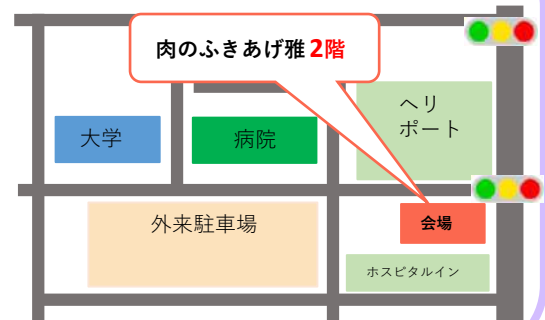 肉のふきあげ雅2階
ヘリ
ポート
大学
病院
外来駐車場
会場
ホスピタルイン